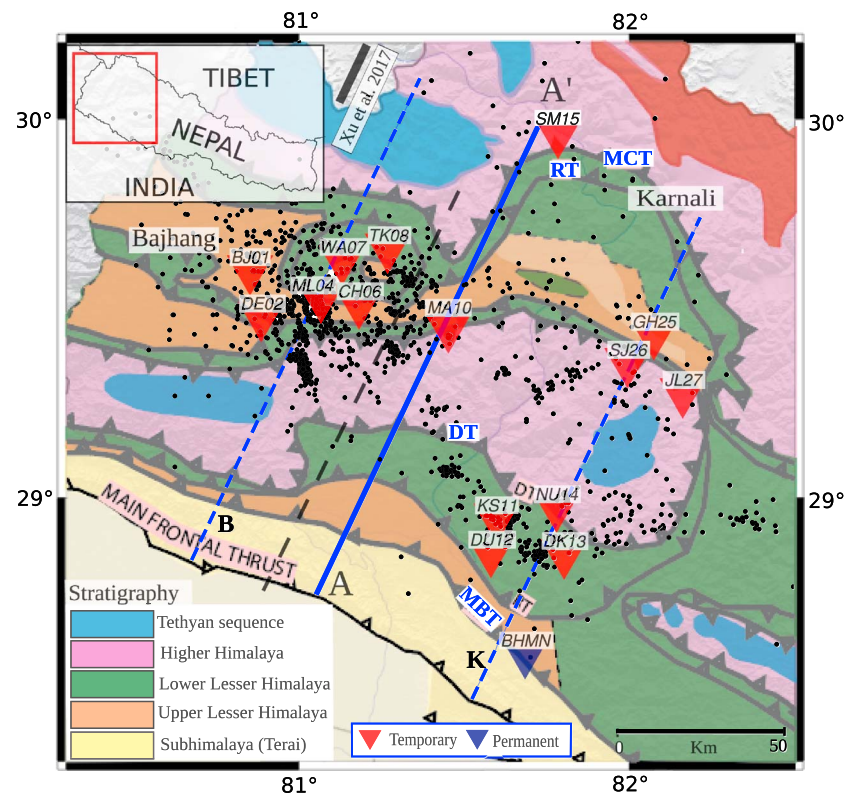 81°
82°
30°
30°
29°
29°
81°
82°
TIBET
NEPAL
INDIA
Xu et al. 2017
A'
SM15
RT
MCT
Karnali
Bajhang
WA07
TK08
BJ01
ML04
CH06
DE02
MA10
GH25
SJ26
JL27
DT
NU14
KS11
DU12
DK13
B
MAIN FRONTAL THRUST
A
MBT
BHMN
K
Stratigraphy
Tethyan sequence
Higher Himalaya
Lower Lesser Himalaya
Upper Lesser Himalaya
Subhimalaya (Terai)
Temporary
Permanent
0
50
Km